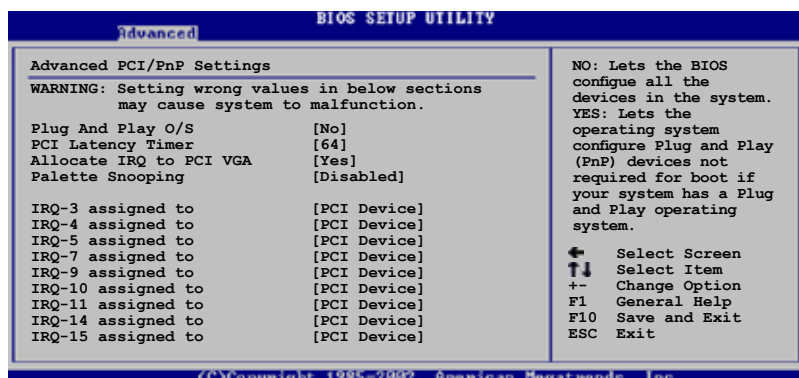 BIOS SETUP UTILITY
Advanced
Advanced PCI/PnP Settings
WARNING: Setting wrong values in below sections
may cause system to malfunction.
Plug And Play O/S [No]
PCI Latency Timer [64]
Allocate IRQ to PCI VGA [Yes]
Palette Snooping [Disabled]
IRQ-3 assigned to [PCI Device]
IRQ-4 assigned to [PCI Device]
IRQ-5 assigned to [PCI Device]
IRQ-7 assigned to [PCI Device]
IRQ-9 assigned to [PCI Device]
IRQ-10 assigned to [PCI Device]
IRQ-11 assigned to [PCI Device]
IRQ-14 assigned to [PCI Device]
IRQ-15 assigned to [PCI Device]
NO: Lets the BIOS
configue all the
devices in the system.
YES: Lets the
operating system
configure Plug and Play
(PnP) devices not
required for boot if
your system has a Plug
and Play operating
system.
Select Screen
Select Item
+- Change Option
F1 General Help
F10 Save and Exit
ESC Exit
(C)Copyright 1985-2002, American Megatrends, Inc.